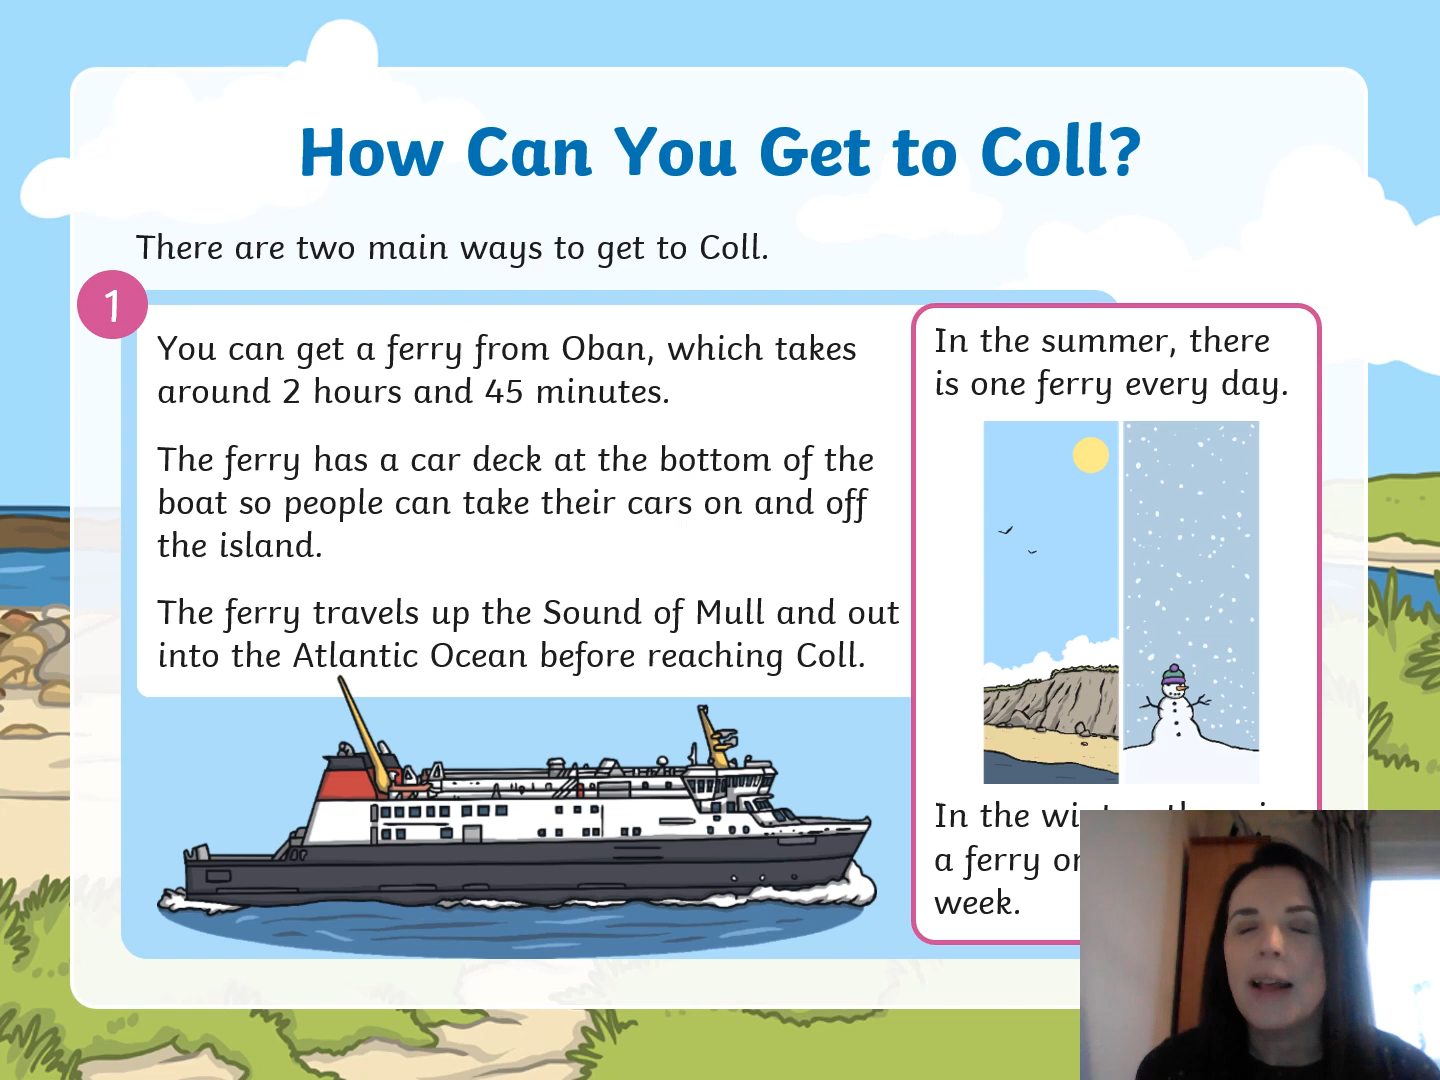 How Can You Get to Coll?
There are two main ways to get to Coll.
1
You can get a ferry from Oban, which takes
around 2 hours and 45 minutes.
The ferry has a car deck at the bottom of the
boat so people can take their cars on and off
the island.
The ferry travels up the Sound of Mull and out
into the Atlantic Ocean before reaching Coll.
In the summer, there
is one ferry every day.
In the
a ferry
week.